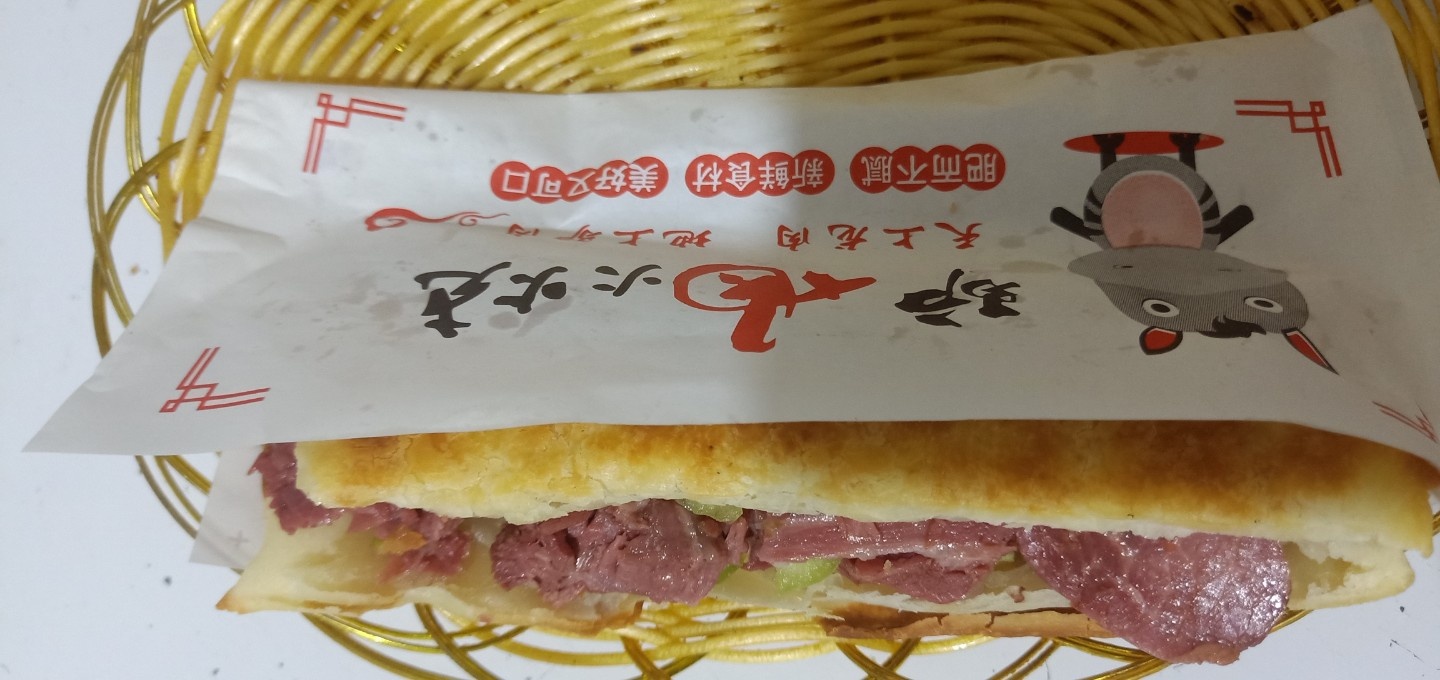 驴肉火烧
天上龙肉 地上驴肉
肥而不腻 新鲜食材 美好又可口